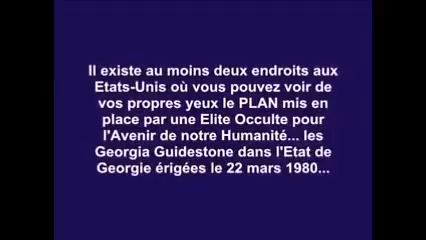 Il existe au moins deux endroits aux
Etats-Unis où vous pouvez voir de
vos propres yeux le PLAN mis en
place par une Elite Occulte pour
l'Avenir de notre Humanité... les
Georgia Guidestone dans l'Etat de
Georgie érigées le 22 mars 1980...